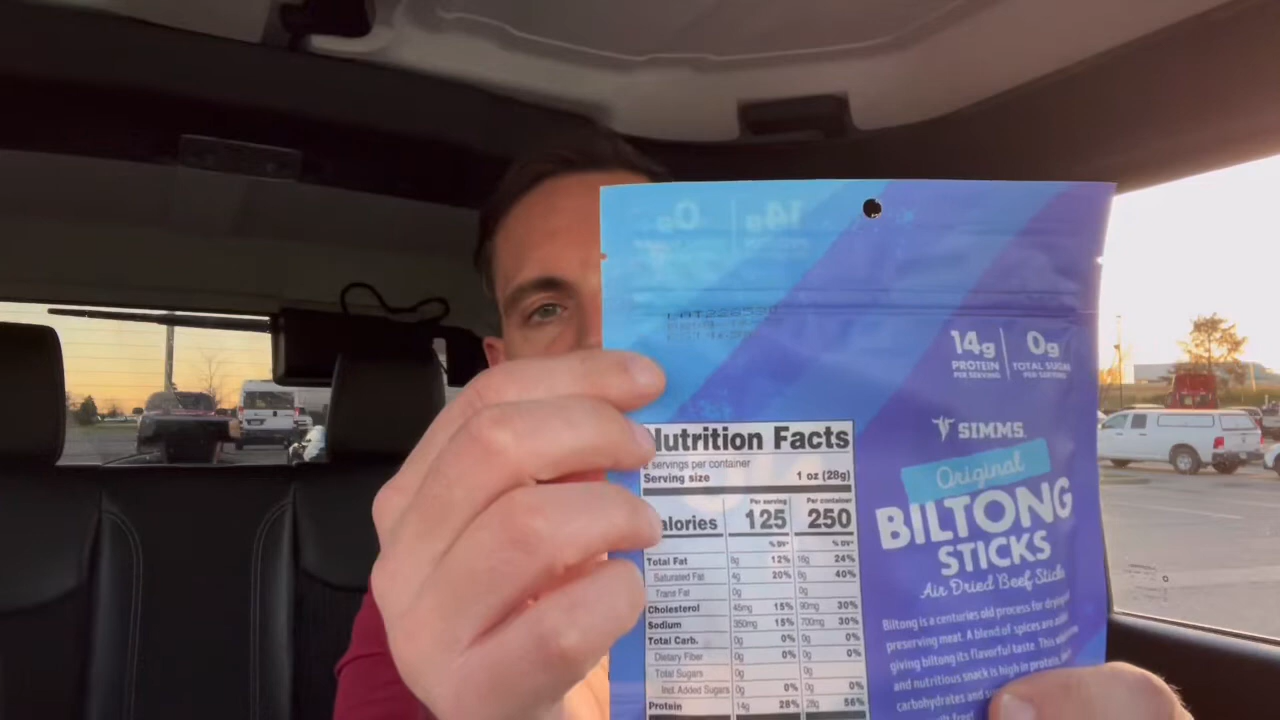 14g
PROTEIN
PER SERVING
0g
TOTAL SUGAR
PER SERVING
SIMMS
Original
BILTONG
STICKS
Air Dried Beef Sticks
Biltong is a centuries old process for
preserving meat. A blend of spices are
giving biltong its flavorful taste. This
and nutritious snack is high in protein,
carbohydrates and
Nutrition Facts
servings per container
Serving size 1 oz (28g)
Per serving Per container
alories 125 250
% DV* % DV*
Total Fat 8g 12% 16g 24%
Saturated Fat 4g 20% 8g 40%
Trans Fat 0g 0g
Cholesterol 45mg 15% 90mg 30%
Sodium 350mg 15% 700mg 30%
Total Carb. 0g 0% 0g 0%
Dietary Fiber 0g 0% 0g 0%
Total Sugars 0g 0g
Incl. Added Sugars 0g 0% 0g 0%
Protein 14g 28% 28g 56%